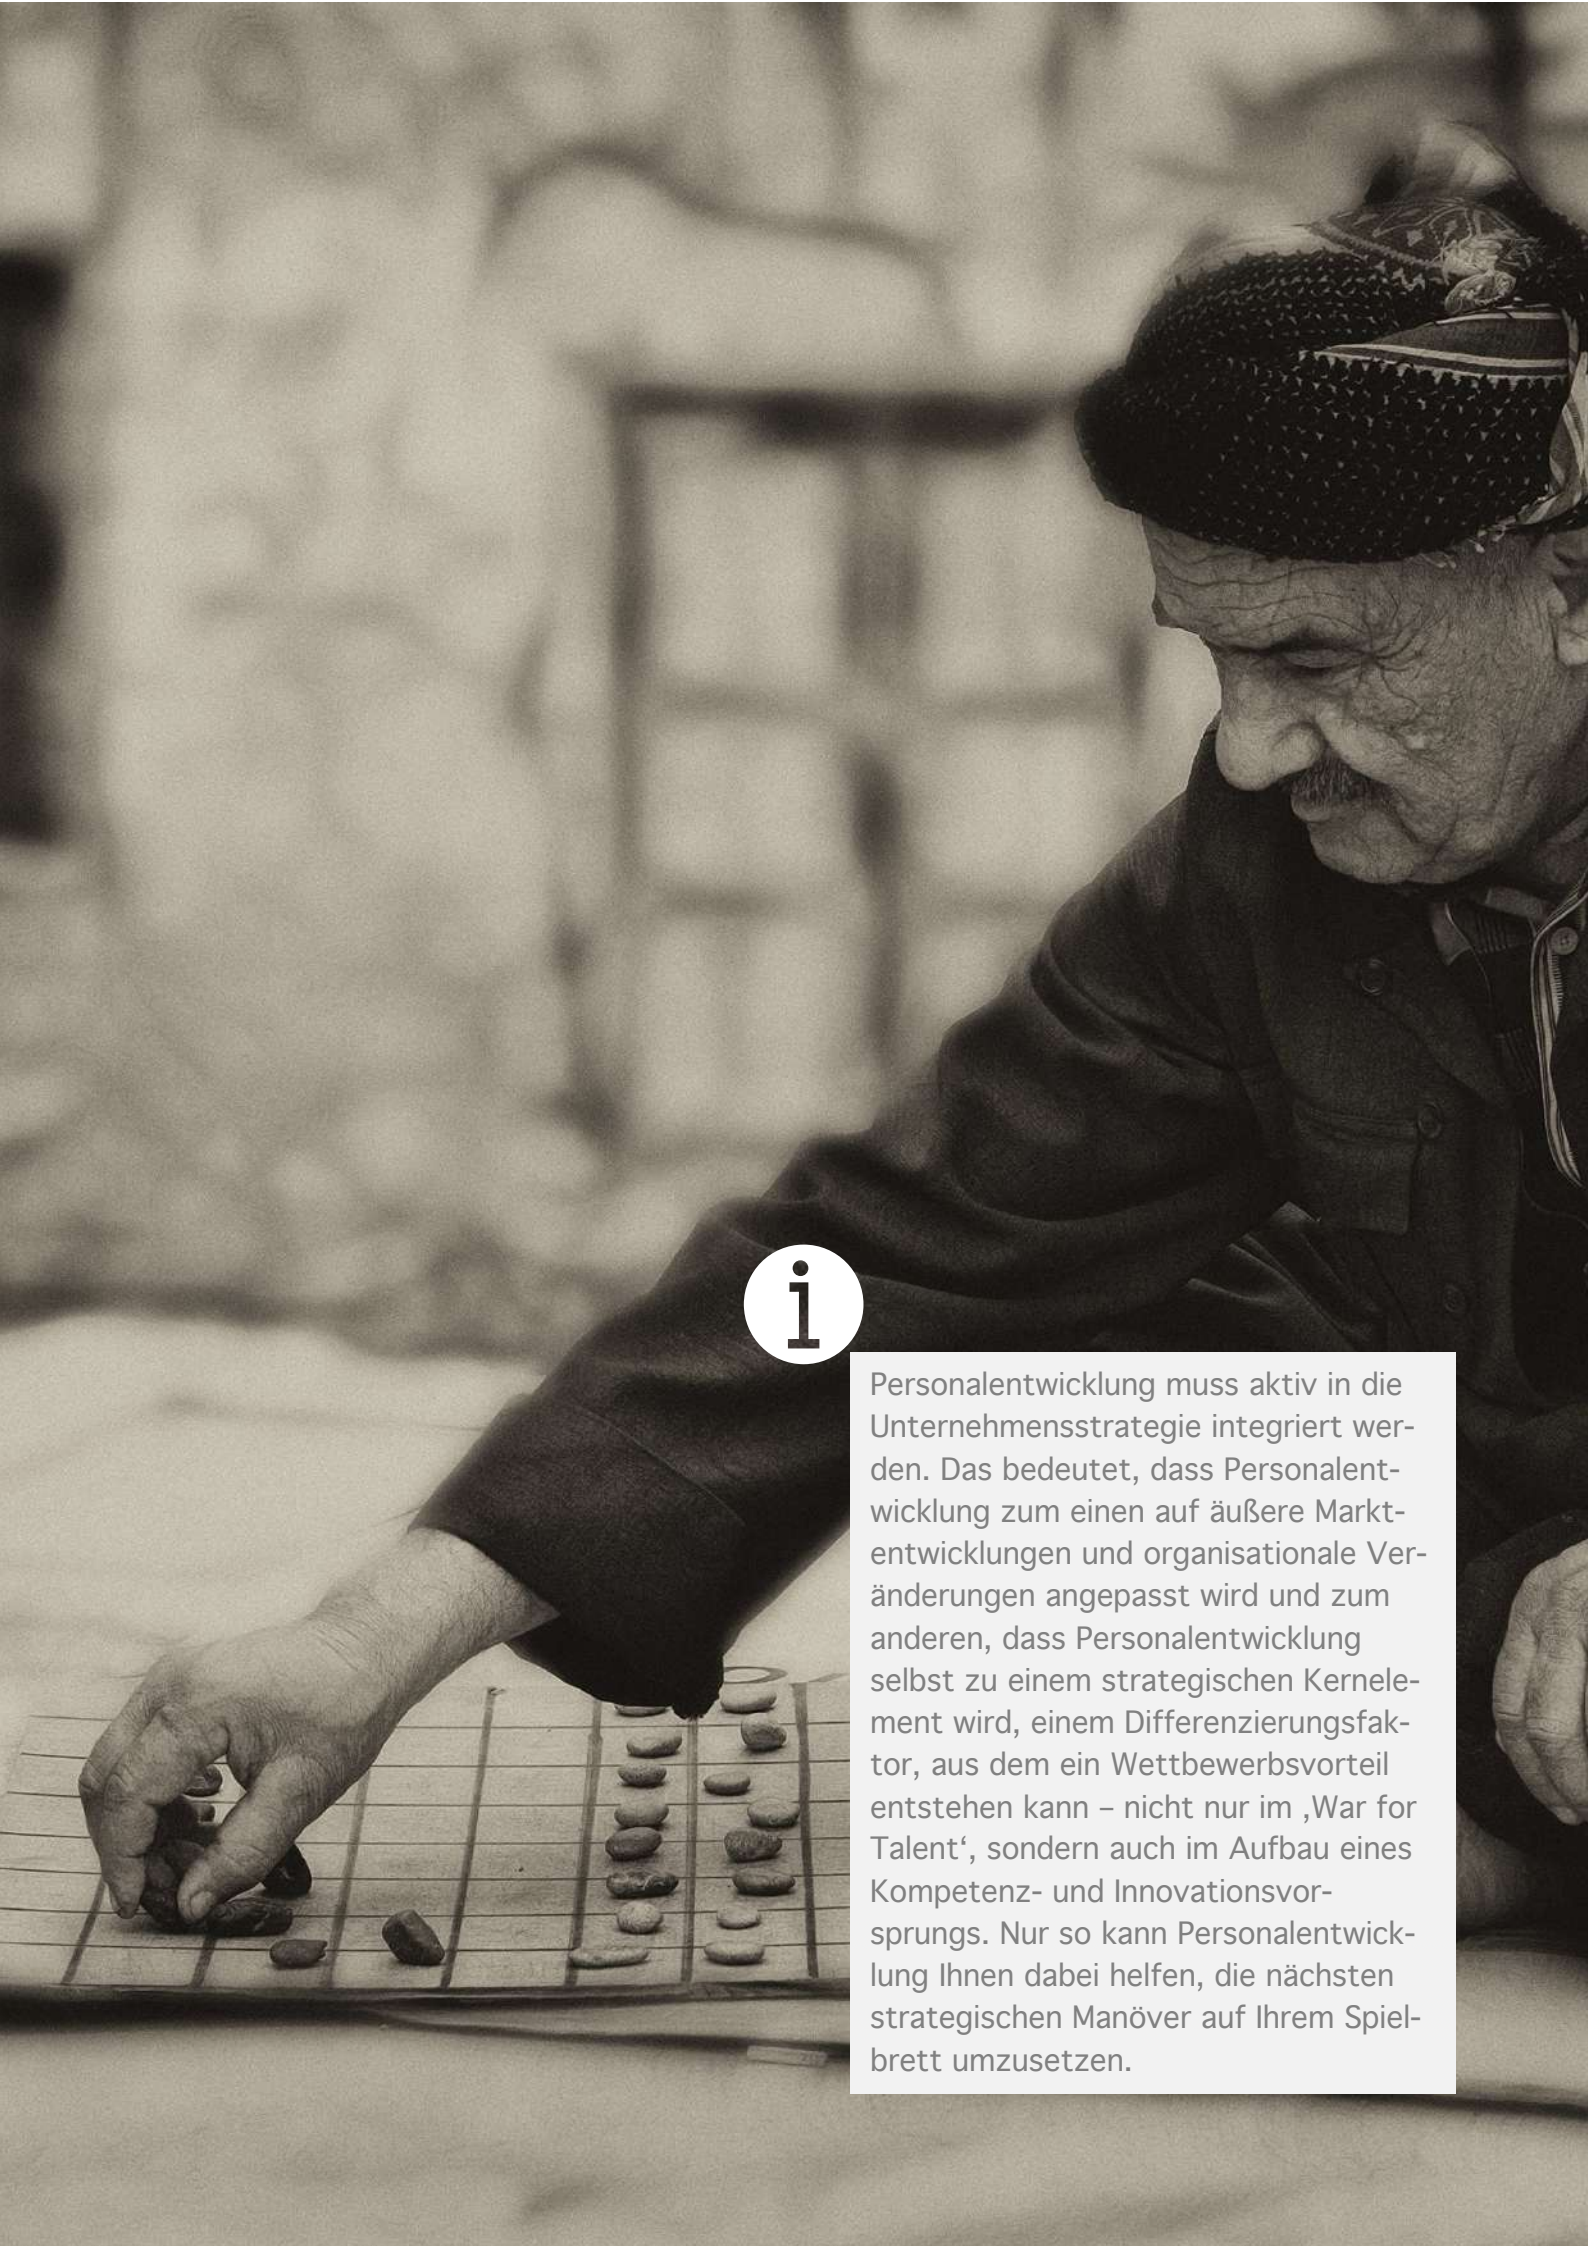 i
Personalentwicklung muss aktiv in die
Unternehmensstrategie integriert wer-
den. Das bedeutet, dass Personalent-
wicklung zum einen auf äußere Markt-
entwicklungen und organisationale Ver-
änderungen angepasst wird und zum
anderen, dass Personalentwicklung
selbst zu einem strategischen Kernele-
ment wird, einem Differenzierungsfak-
tor, aus dem ein Wettbewerbsvorteil
entstehen kann – nicht nur im ‚War for
Talent‘, sondern auch im Aufbau eines
Kompetenz- und Innovationsvor-
sprungs. Nur so kann Personalentwick-
lung Ihnen dabei helfen, die nächsten
strategischen Manöver auf Ihrem Spiel-
brett umzusetzen.